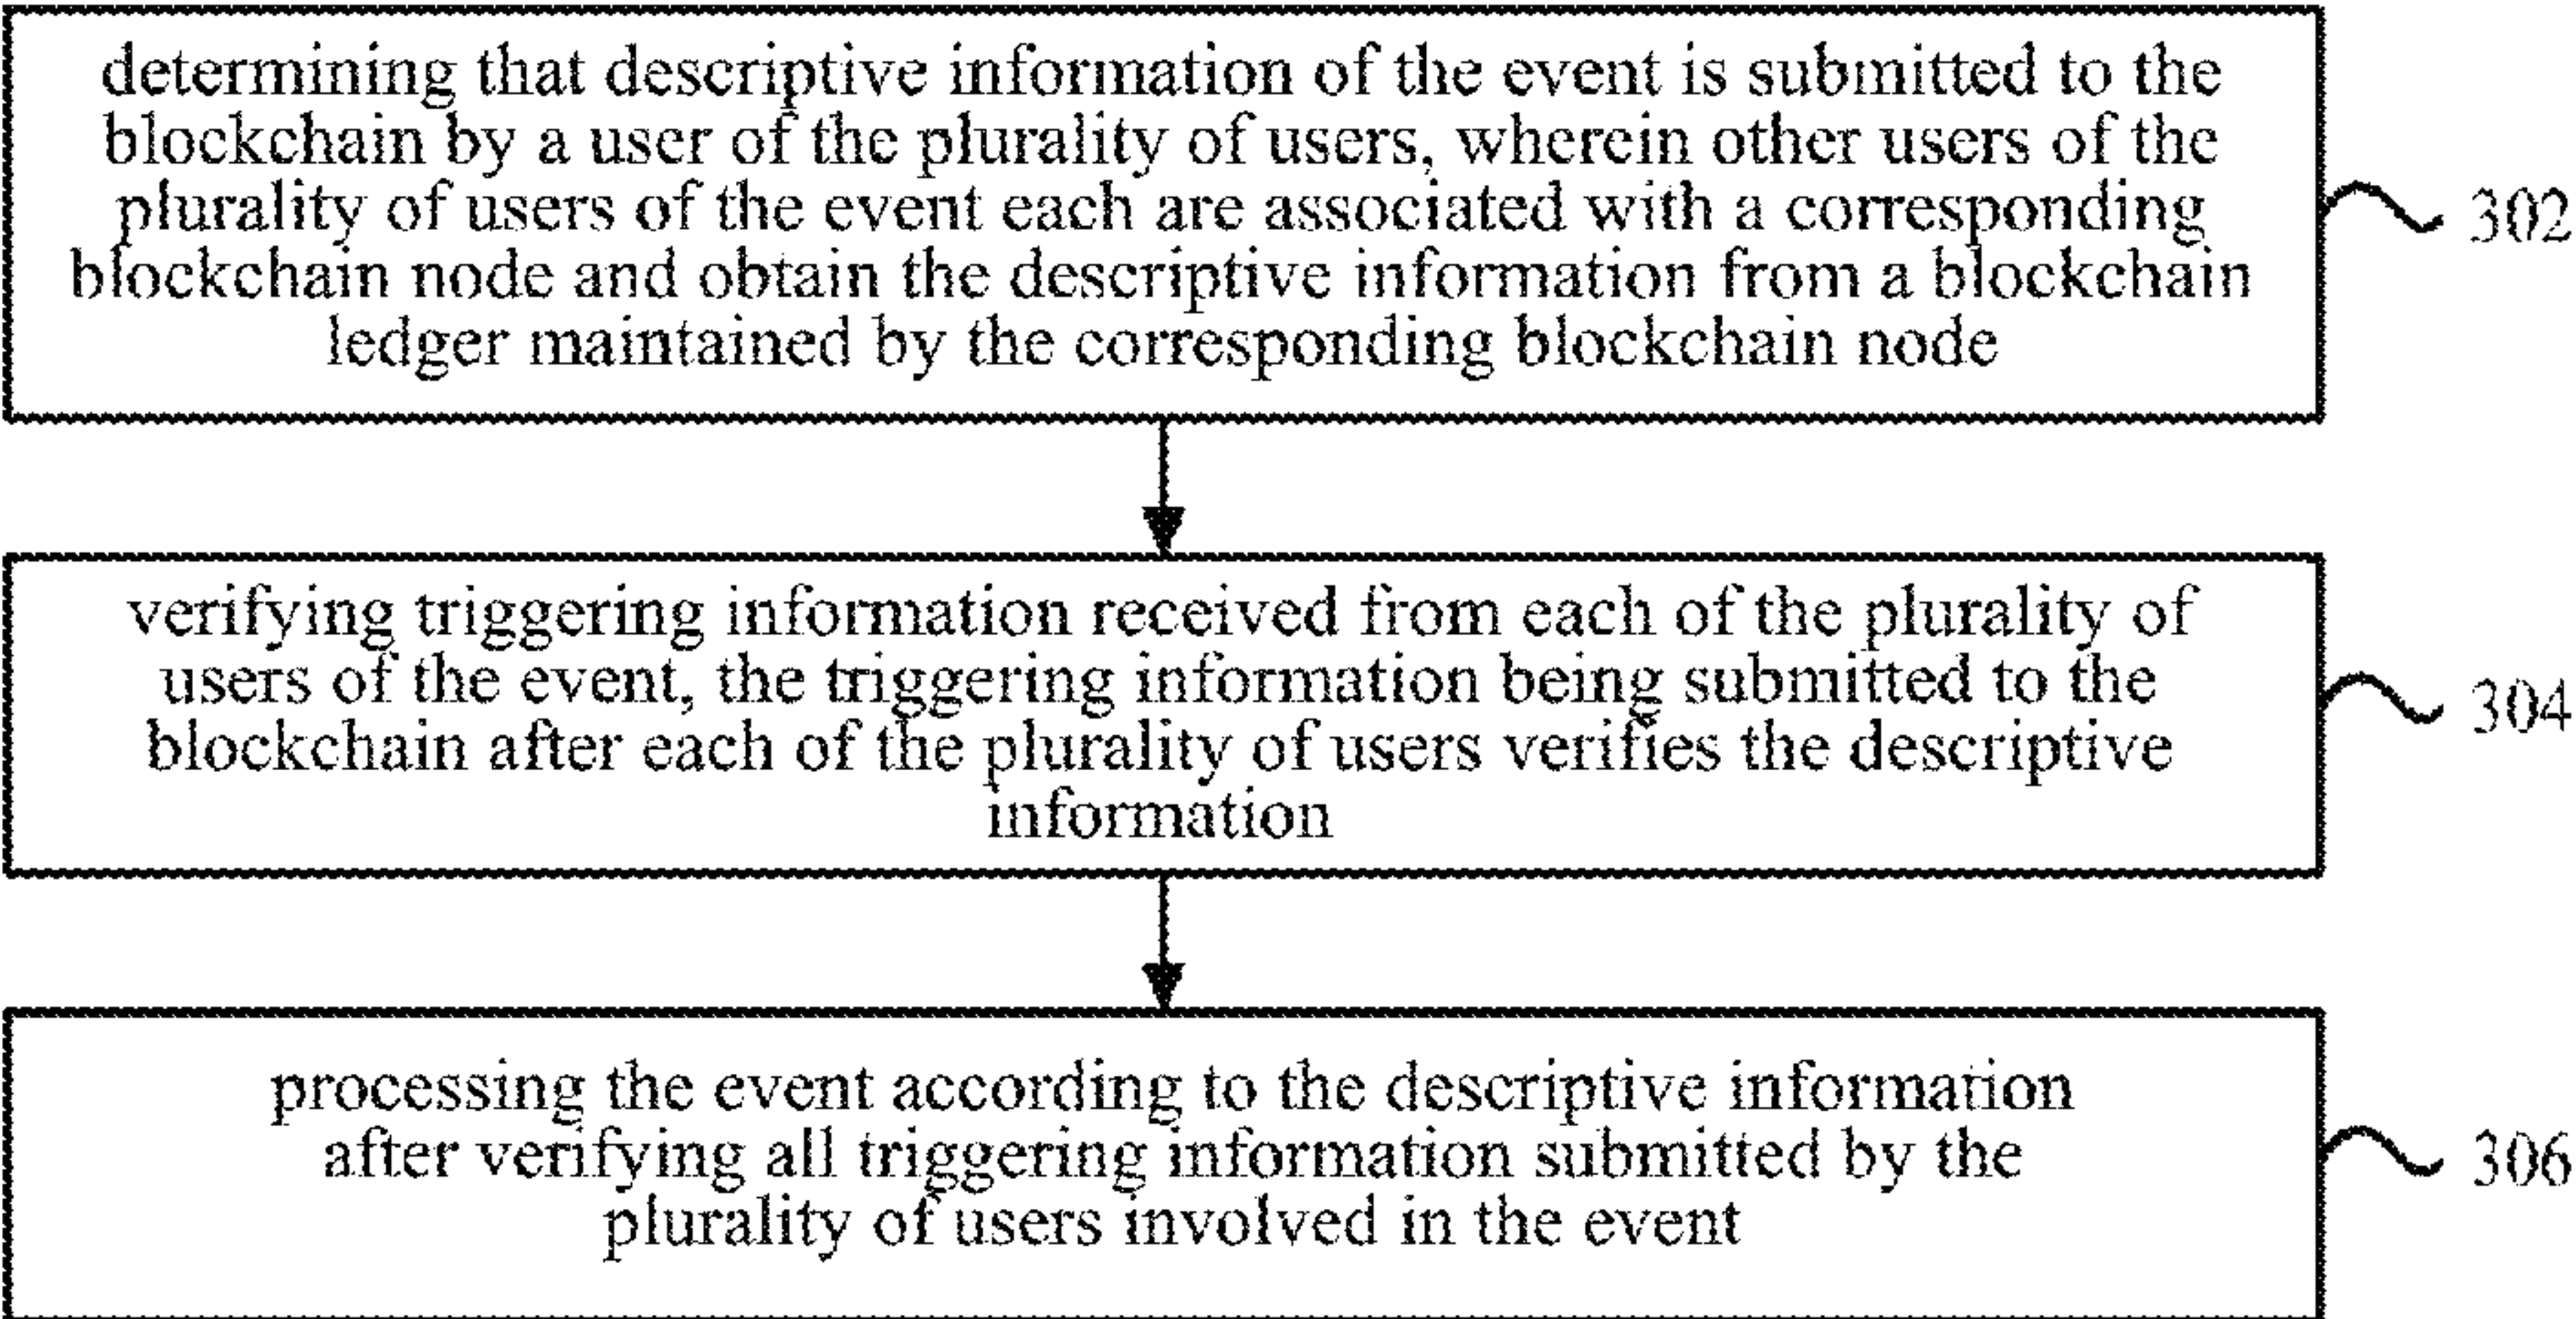 determining that descriptive information of the event is submitted to the
blockchain by a user of the plurality of users, wherein other users of the
plurality of users of the event each are associated with a corresponding
blockchain node and obtain the descriptive information from a blockchain
ledger maintained by the corresponding blockchain node
302
verifying triggering information received from each of the plurality of
users of the event, the triggering information being submitted to the
blockchain after each of the plurality of users verifies the descriptive
information
304
processing the event according to the descriptive information
after verifying all triggering information submitted by the
plurality of users involved in the event
306